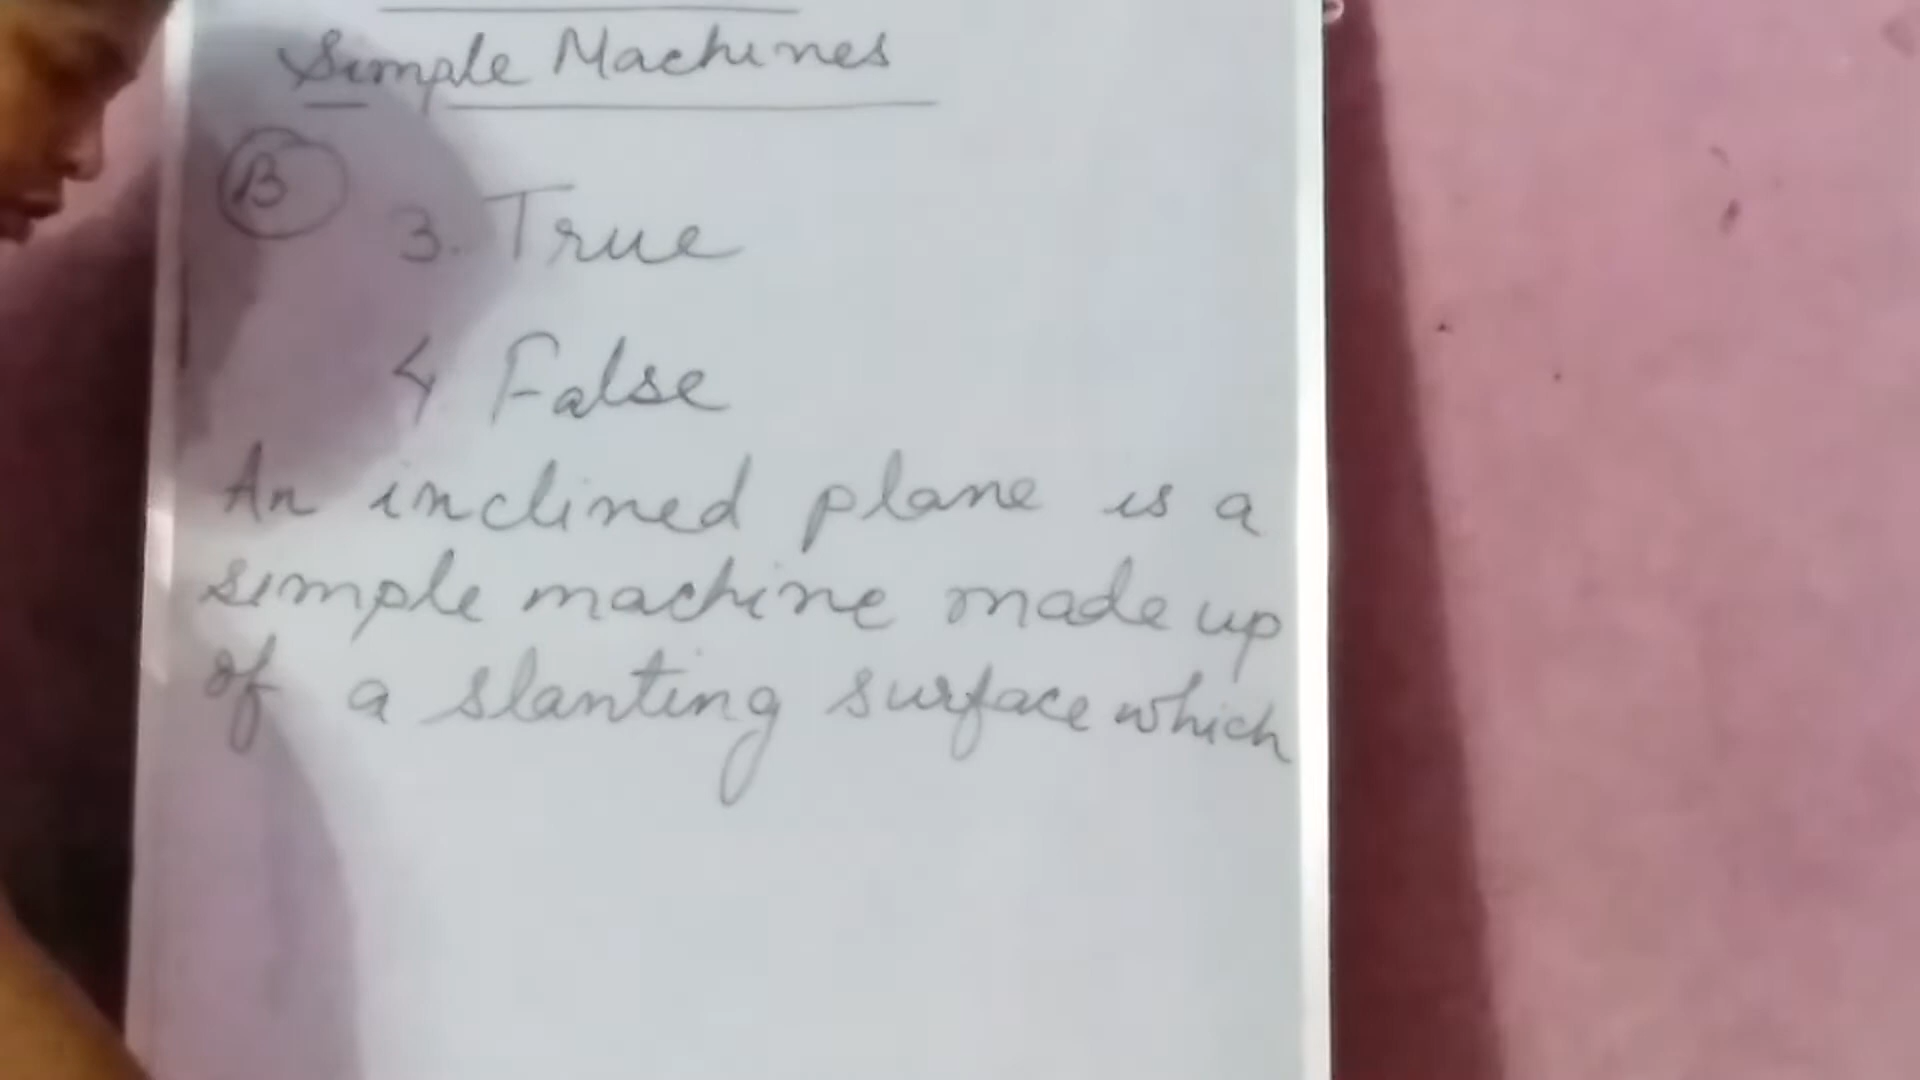 Simple Machines
B
3. True
4 False
An inclined plane is a
simple machine made up
of a slanting surface which